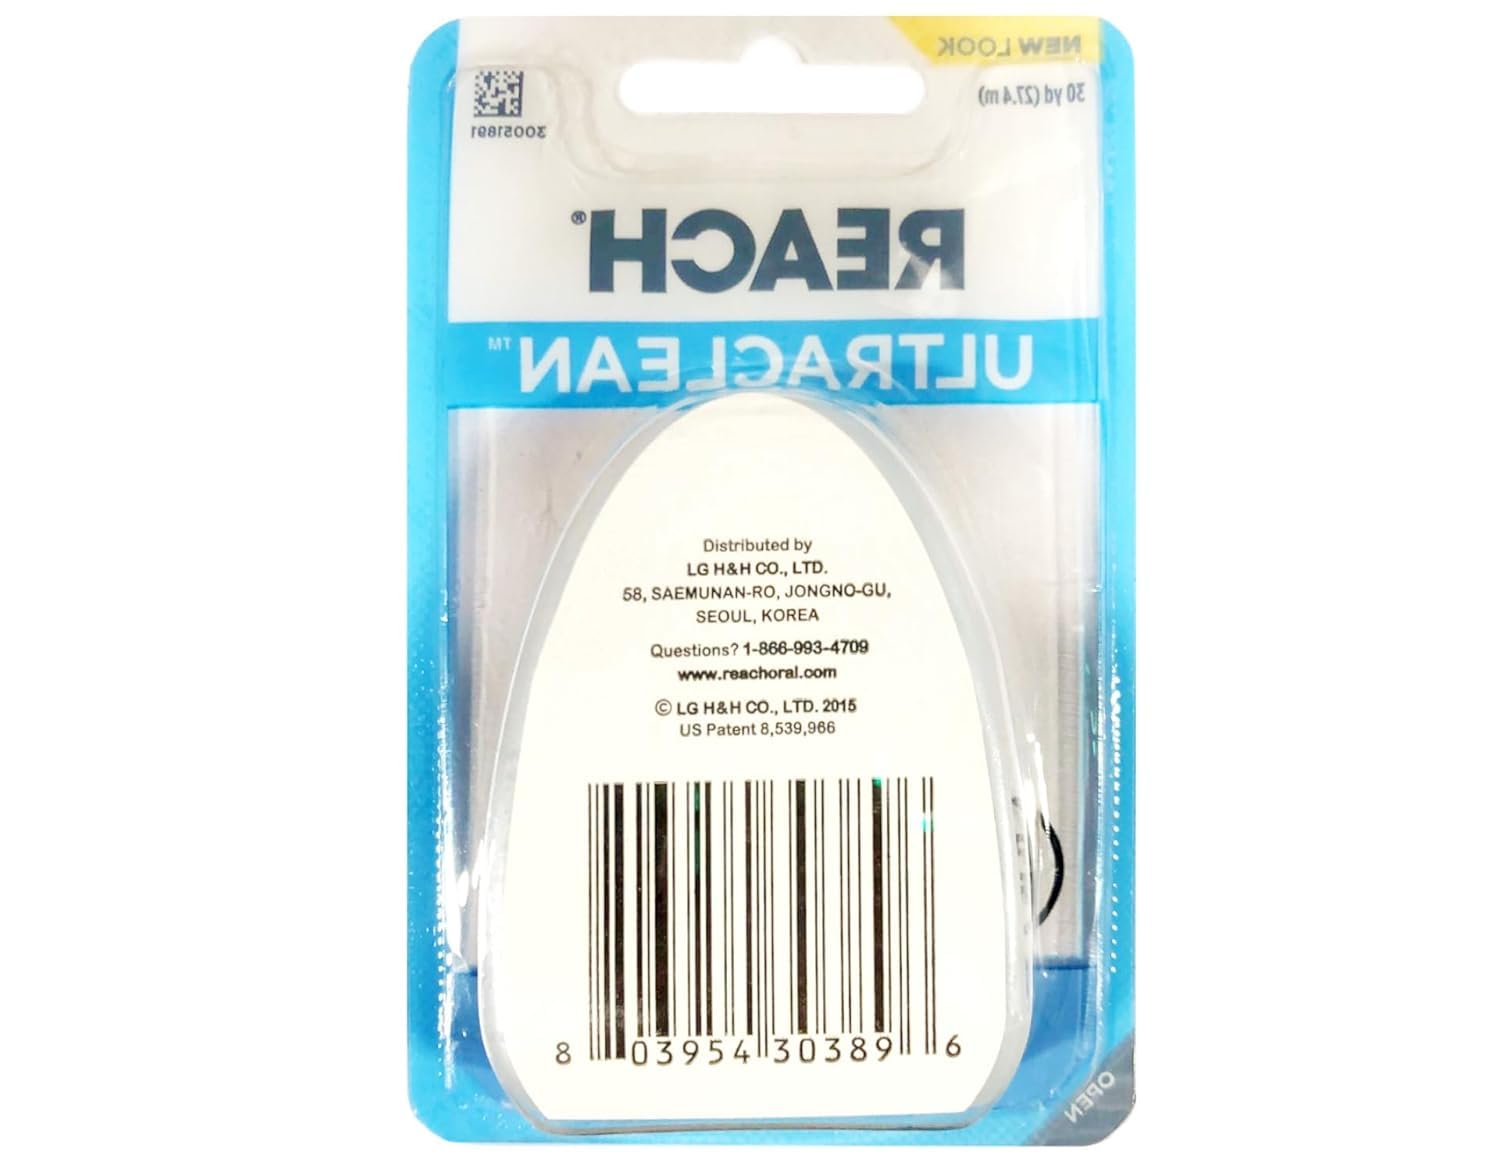 NEW LOOK
30 yd (27.4 m)
30051891
REACH®
ULTRACLEAN™
Distributed by
LG H&H CO., LTD.
58, SAEMUNAN-RO, JONGNO-GU,
SEOUL, KOREA
Questions? 1-866-993-4709
www.reachoral.com
© LG H&H CO., LTD. 2015
US Patent 8,539,966
8 03954 30389 6
OPEN